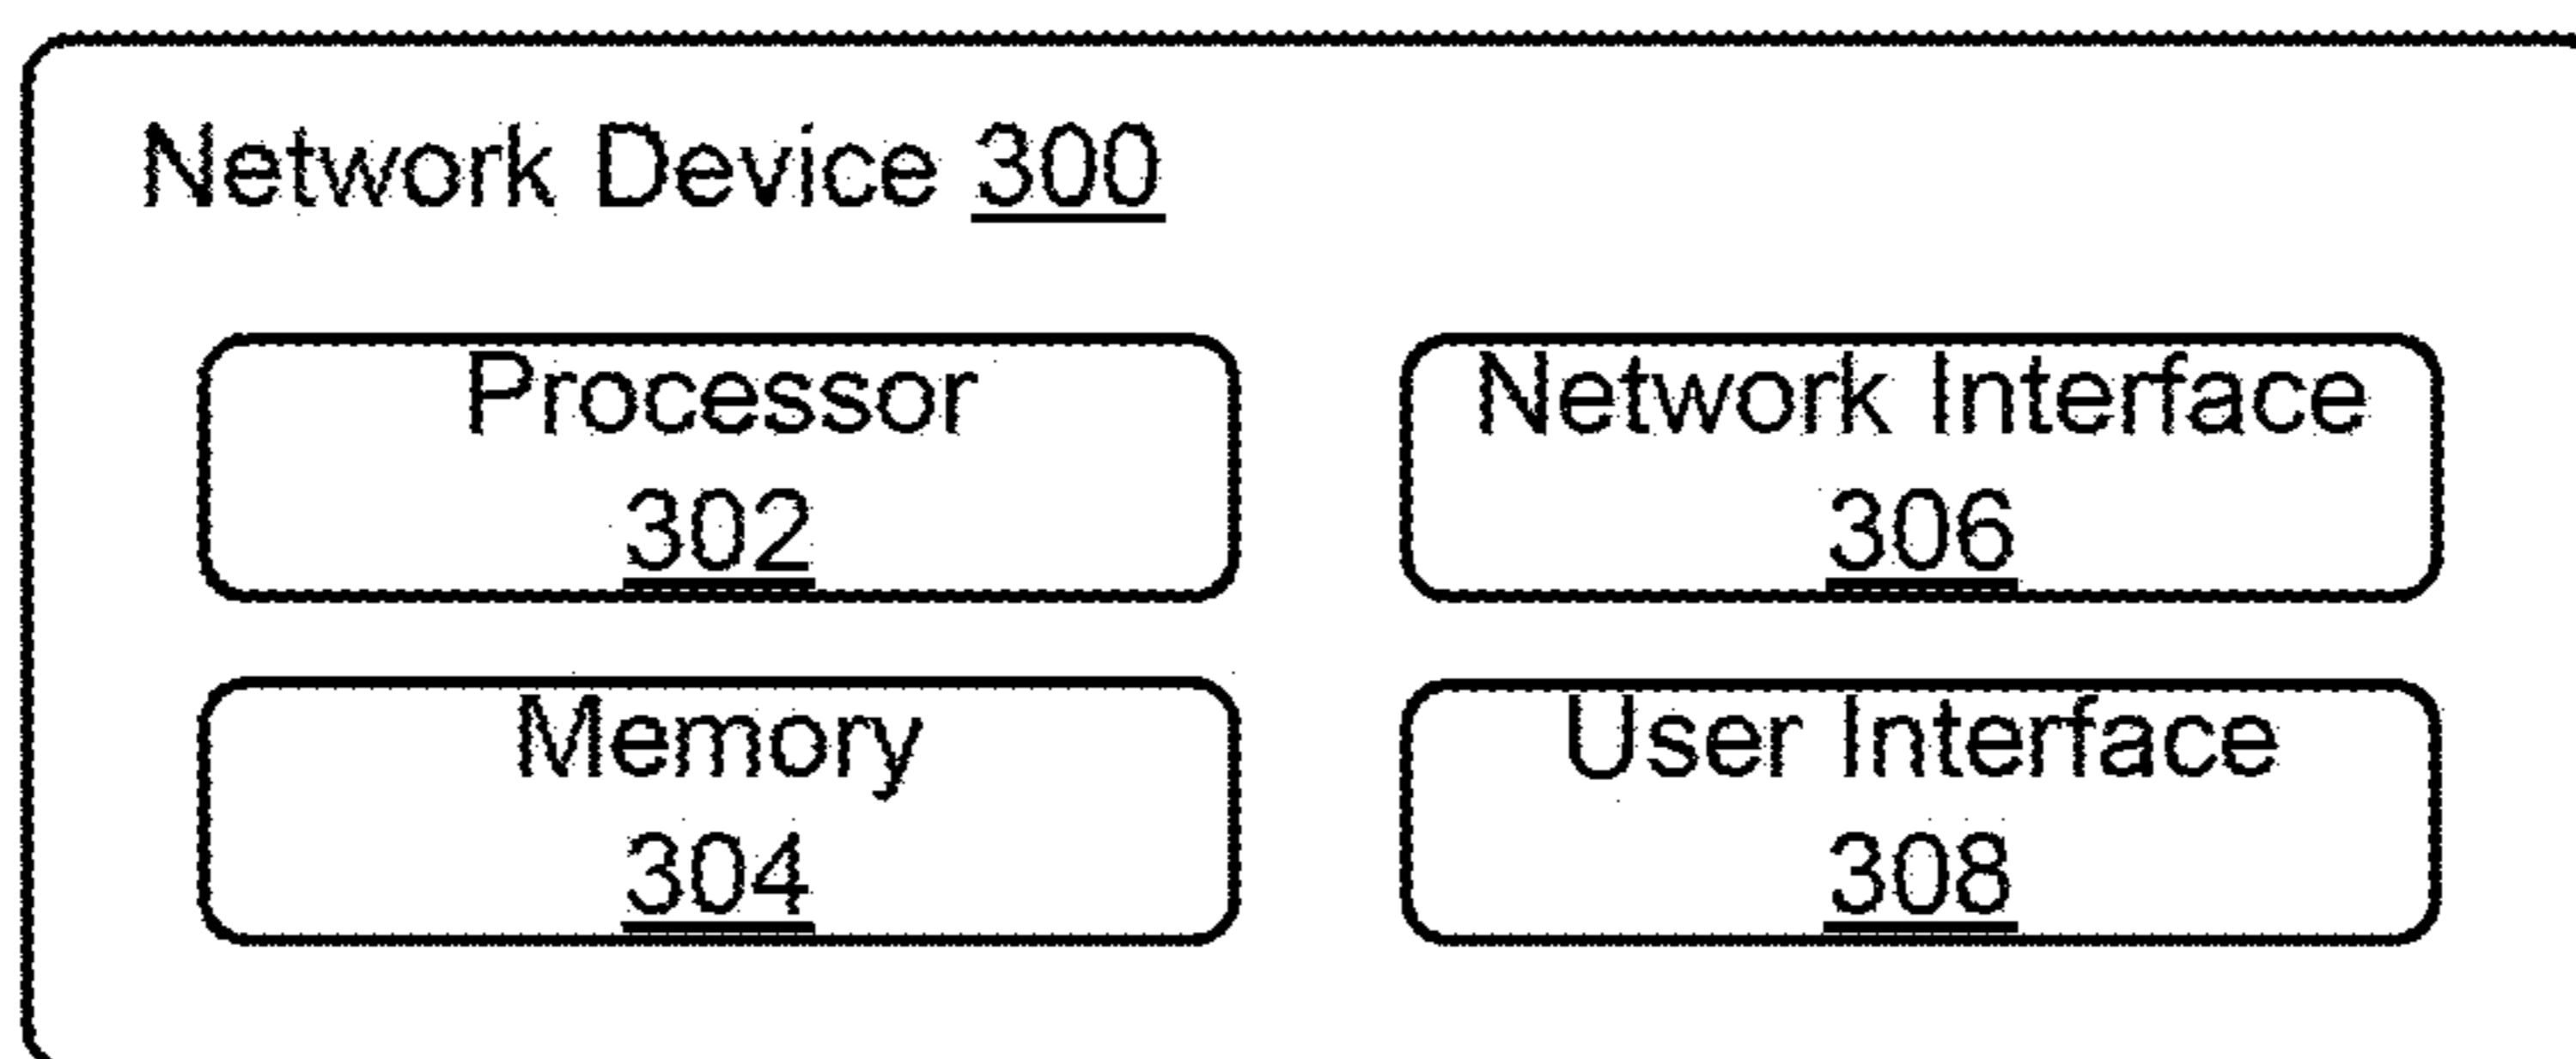 Network Device 300
Processor
302
Network Interface
306
Memory
304
User Interface
308